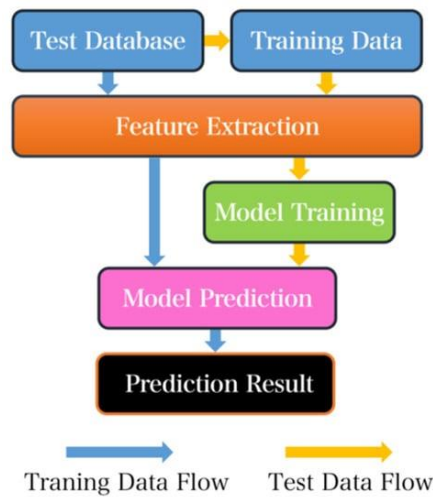 Test Database
Training Data
Feature Extraction
Model Training
Model Prediction
Prediction Result
Traning Data Flow
Test Data Flow